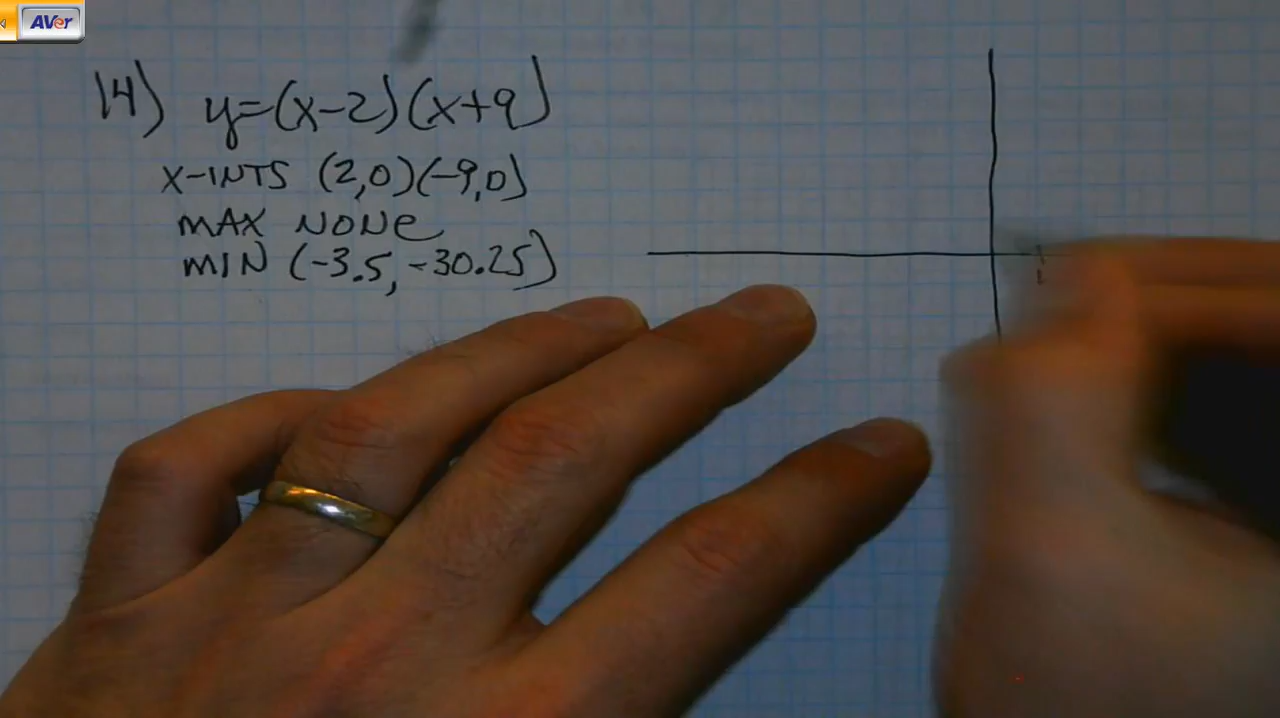 AVer
14) y=(x-2)(x+9)
X-INTS (2,0)(-9,0)
MAX NONE
MIN (-3.5, -30.25)